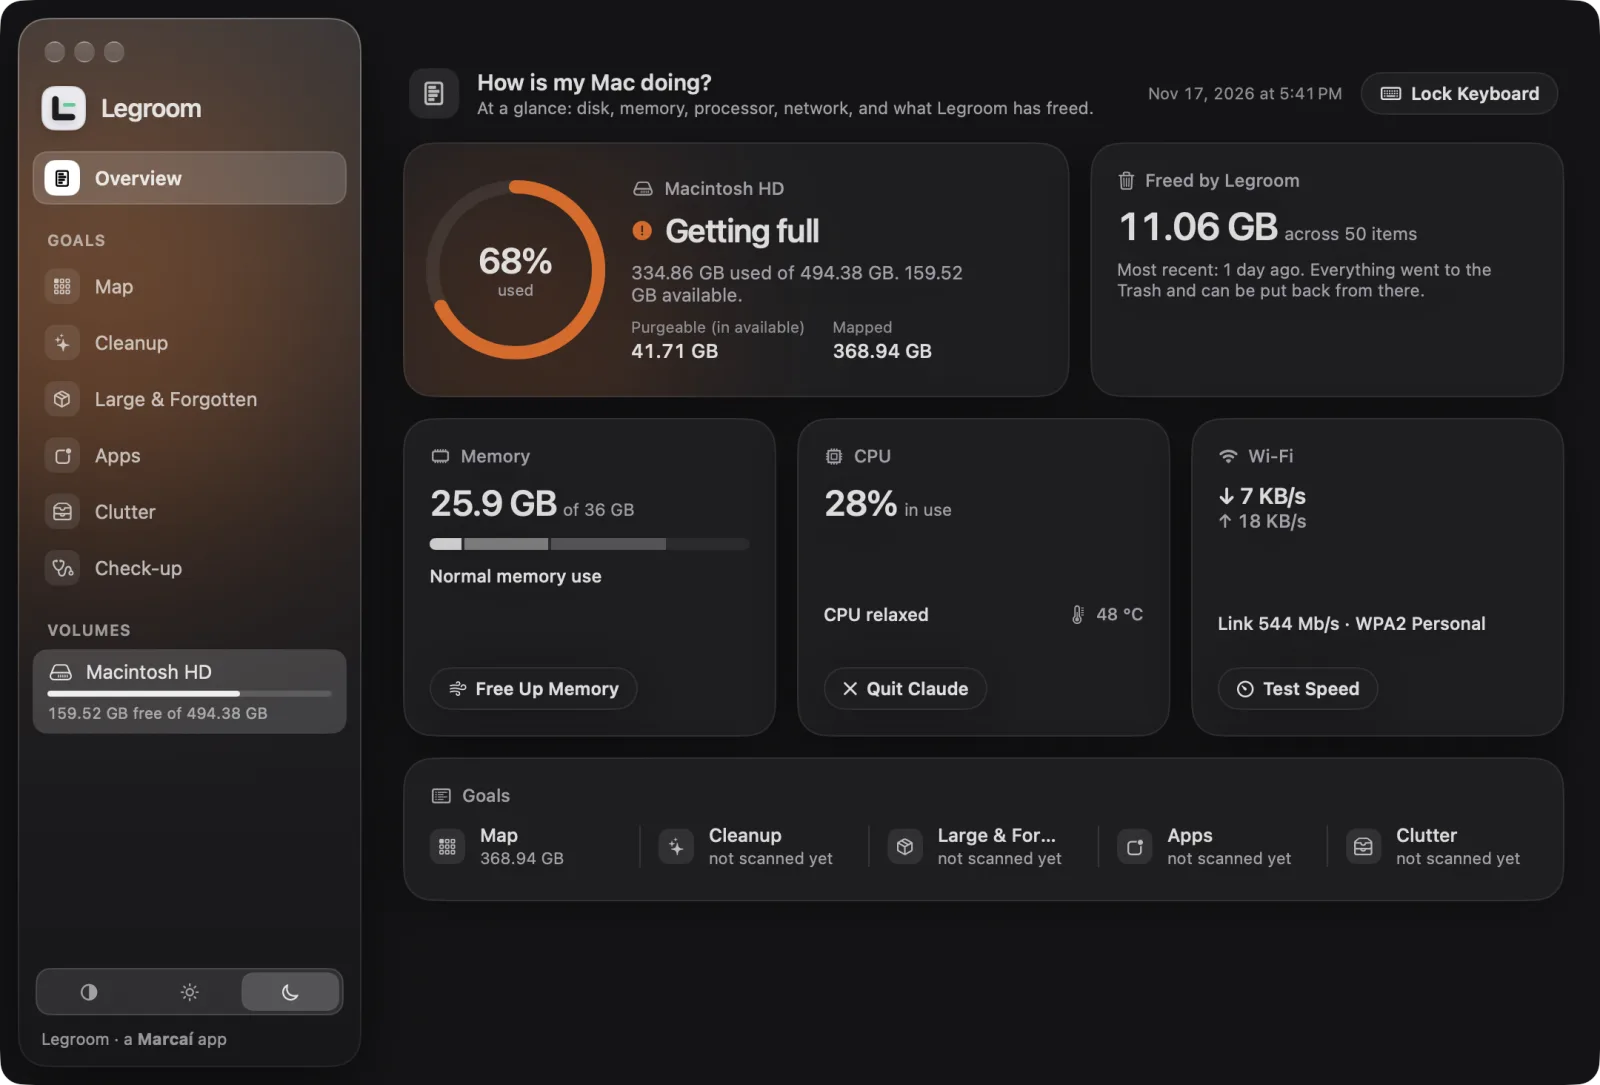 Legroom
Overview
GOALS
Map
Cleanup
Large & Forgotten
Apps
Clutter
Check-up
VOLUMES
Macintosh HD
159.52 GB free of 494.38 GB
Legroom · a Marcaí app
How is my Mac doing?
At a glance: disk, memory, processor, network, and what Legroom has freed.
Nov 17, 2026 at 5:41 PM
Lock Keyboard
68%
used
Macintosh HD
Getting full
334.86 GB used of 494.38 GB. 159.52
GB available.
Purgeable (in available)
41.71 GB
Mapped
368.94 GB
Freed by Legroom
11.06 GB across 50 items
Most recent: 1 day ago. Everything went to the
Trash and can be put back from there.
Memory
25.9 GB of 36 GB
Normal memory use
Free Up Memory
CPU
28% in use
CPU relaxed
48 °C
Quit Claude
Wi-Fi
↓ 7 KB/s
↑ 18 KB/s
Link 544 Mb/s · WPA2 Personal
Test Speed
Goals
Map
368.94 GB
Cleanup
not scanned yet
Large & For...
not scanned yet
Apps
not scanned yet
Clutter
not scanned yet